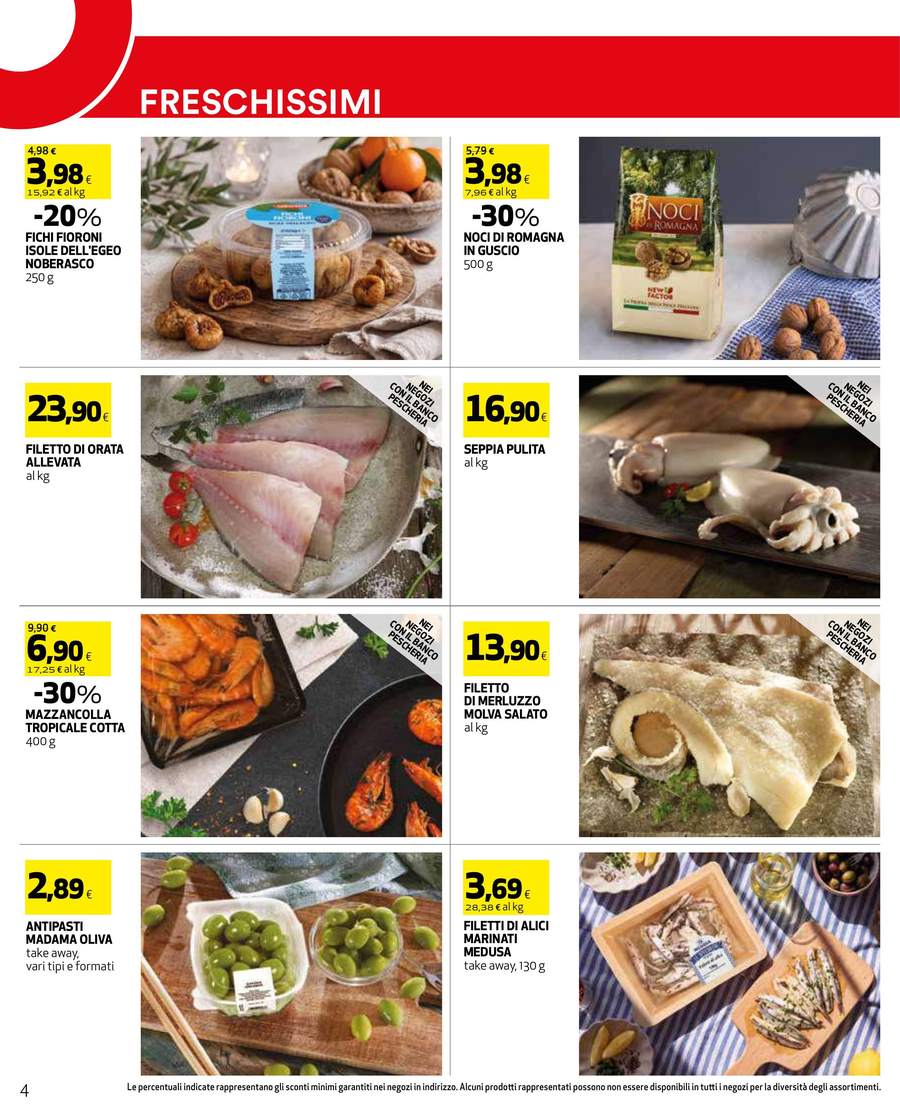 FRESCHISSIMI
4,98 €
3,98 €
15,92 € al kg
-20%
FICHI FIORONI
ISOLE DELL'EGEO
NOBERASCO
250 g
FICHI
FIORONI
5,79 €
3,98 €
7,96 € al kg
-30%
NOCI DI ROMAGNA
IN GUSCIO
500 g
NOCI
DI ROMAGNA
NEW
FACTOR
23,90 €
FILETTO DI ORATA
ALLEVATA
al kg
NEI
NEGOZI
CON IL BANCO
PESCHERIA
16,90 €
SEPPIA PULITA
al kg
NEI
NEGOZI
CON IL BANCO
PESCHERIA
9,90 €
6,90 €
17,25 € al kg
-30%
MAZZANCOLLA
TROPICALE COTTA
400 g
NEI
NEGOZI
CON IL BANCO
PESCHERIA
13,90 €
FILETTO
DI MERLUZZO
MOLVA SALATO
al kg
NEI
NEGOZI
CON IL BANCO
PESCHERIA
2,89 €
ANTIPASTI
MADAMA OLIVA
take away,
vari tipi e formati
3,69 €
28,38 € al kg
FILETTI DI ALICI
MARINATI
MEDUSA
take away, 130 g
4
Le percentuali indicate rappresentano gli sconti minimi garantiti nei negozi in indirizzo. Alcuni prodotti rappresentati possono non essere disponibili in tutti i negozi per la diversità degli assortimenti.